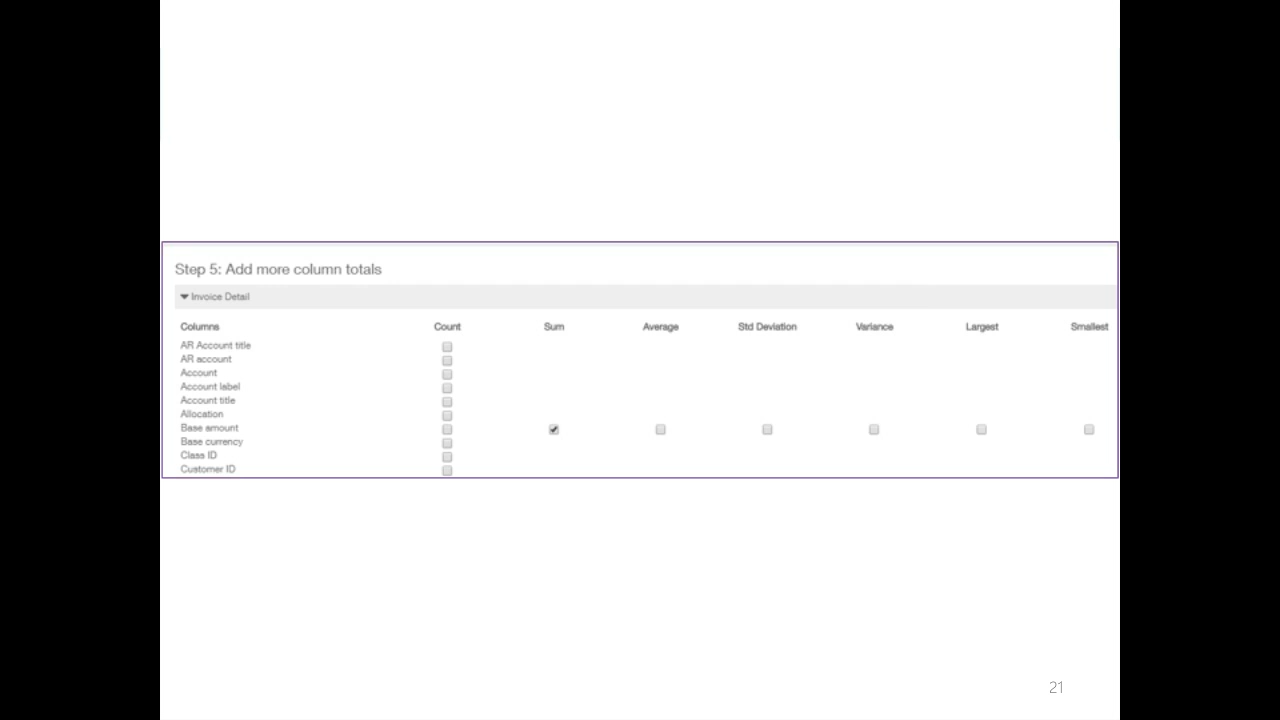 Step 5: Add more column totals
Invoice Detail
Columns Count Sum Average Std Deviation Variance Largest Smallest
AR Account title
AR account
Account
Account label
Account title
Allocation
Base amount
Base currency
Class ID
Customer ID
21